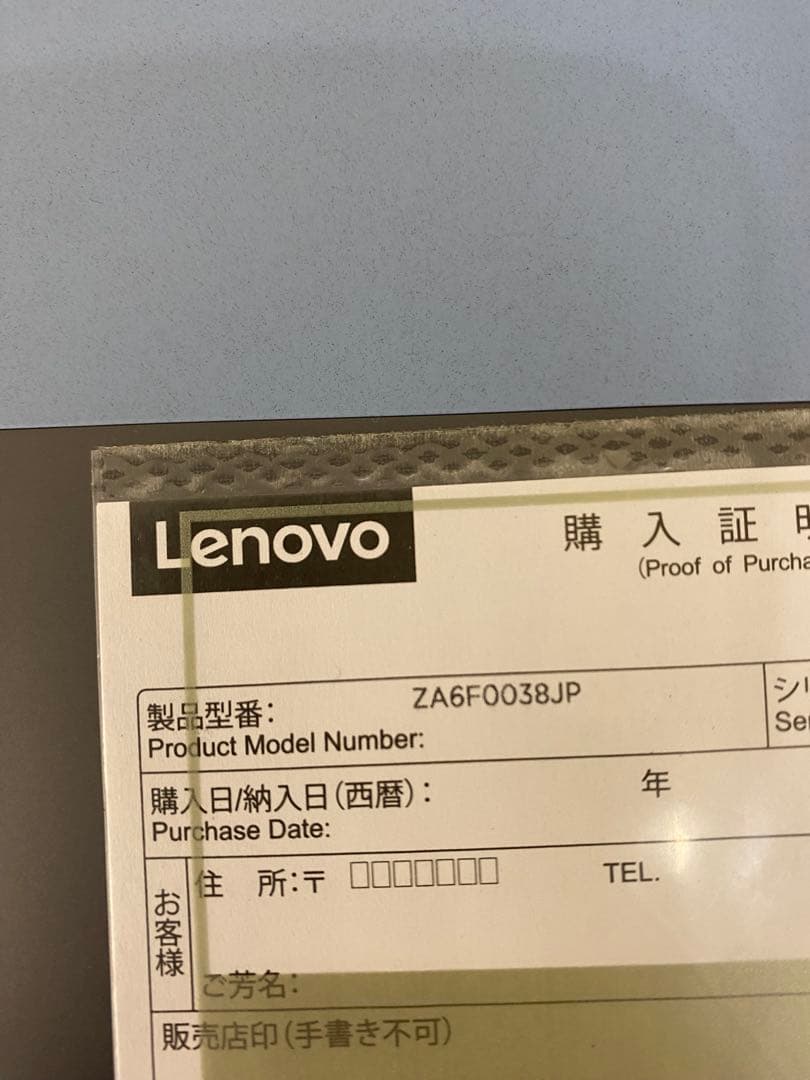 Lenovo
購入証
(Proof of
製品型番: ZA6F0038JP
Product Model Number:
購入日/納入日(西暦): 年
Purchase Date:
お客様
住 所:〒 □□□□□□□ TEL.
ご芳名:
販売店印(手書き不可)